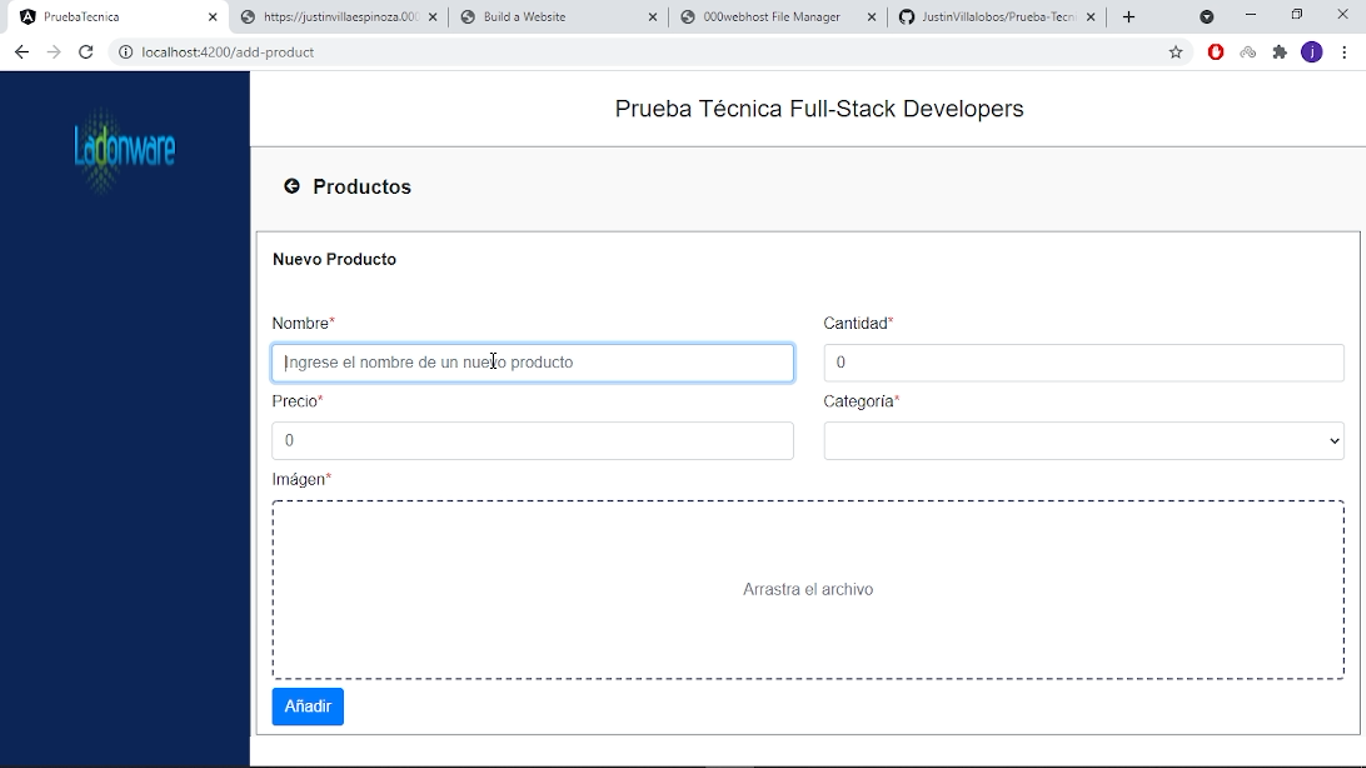 PruebaTecnica
https://justinvillaespinoza.000
Build a Website
000webhost File Manager
JustinVillalobos/Prueba-Tecni
localhost:4200/add-product
j
Ladonware
Prueba Técnica Full-Stack Developers
Productos
Nuevo Producto
Nombre*
Cantidad*
Ingrese el nombre de un nuevo producto
0
Precio*
Categoría*
0
Imágen*
Arrastra el archivo
Añadir